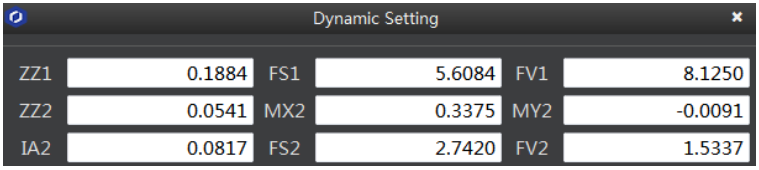 Dynamic Setting
ZZ1 0.1884 FS1 5.6084 FV1 8.1250
ZZ2 0.0541 MX2 0.3375 MY2 -0.0091
IA2 0.0817 FS2 2.7420 FV2 1.5337